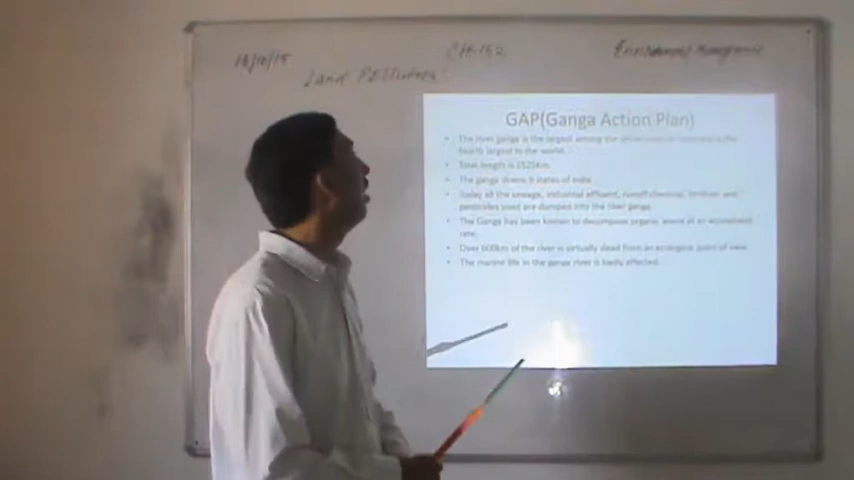 18/10/15
Land Pollution
Environmental Management
GAP(Ganga Action Plan)
• The river ganga is the largest among the
fourth largest in the world.
• Total length is 2525km.
• The ganga drains 8 states of india.
• Today all the sewage, industrial effluent, runoff chemical, fertilizer and
pesticides used are dumped into the river ganga.
• The Ganga has been known to decompose organic waste at an accelerated
rate.
• Over 600km of the river is virtually dead from an ecological point of view.
• The marine life in the ganga river is badly affected.